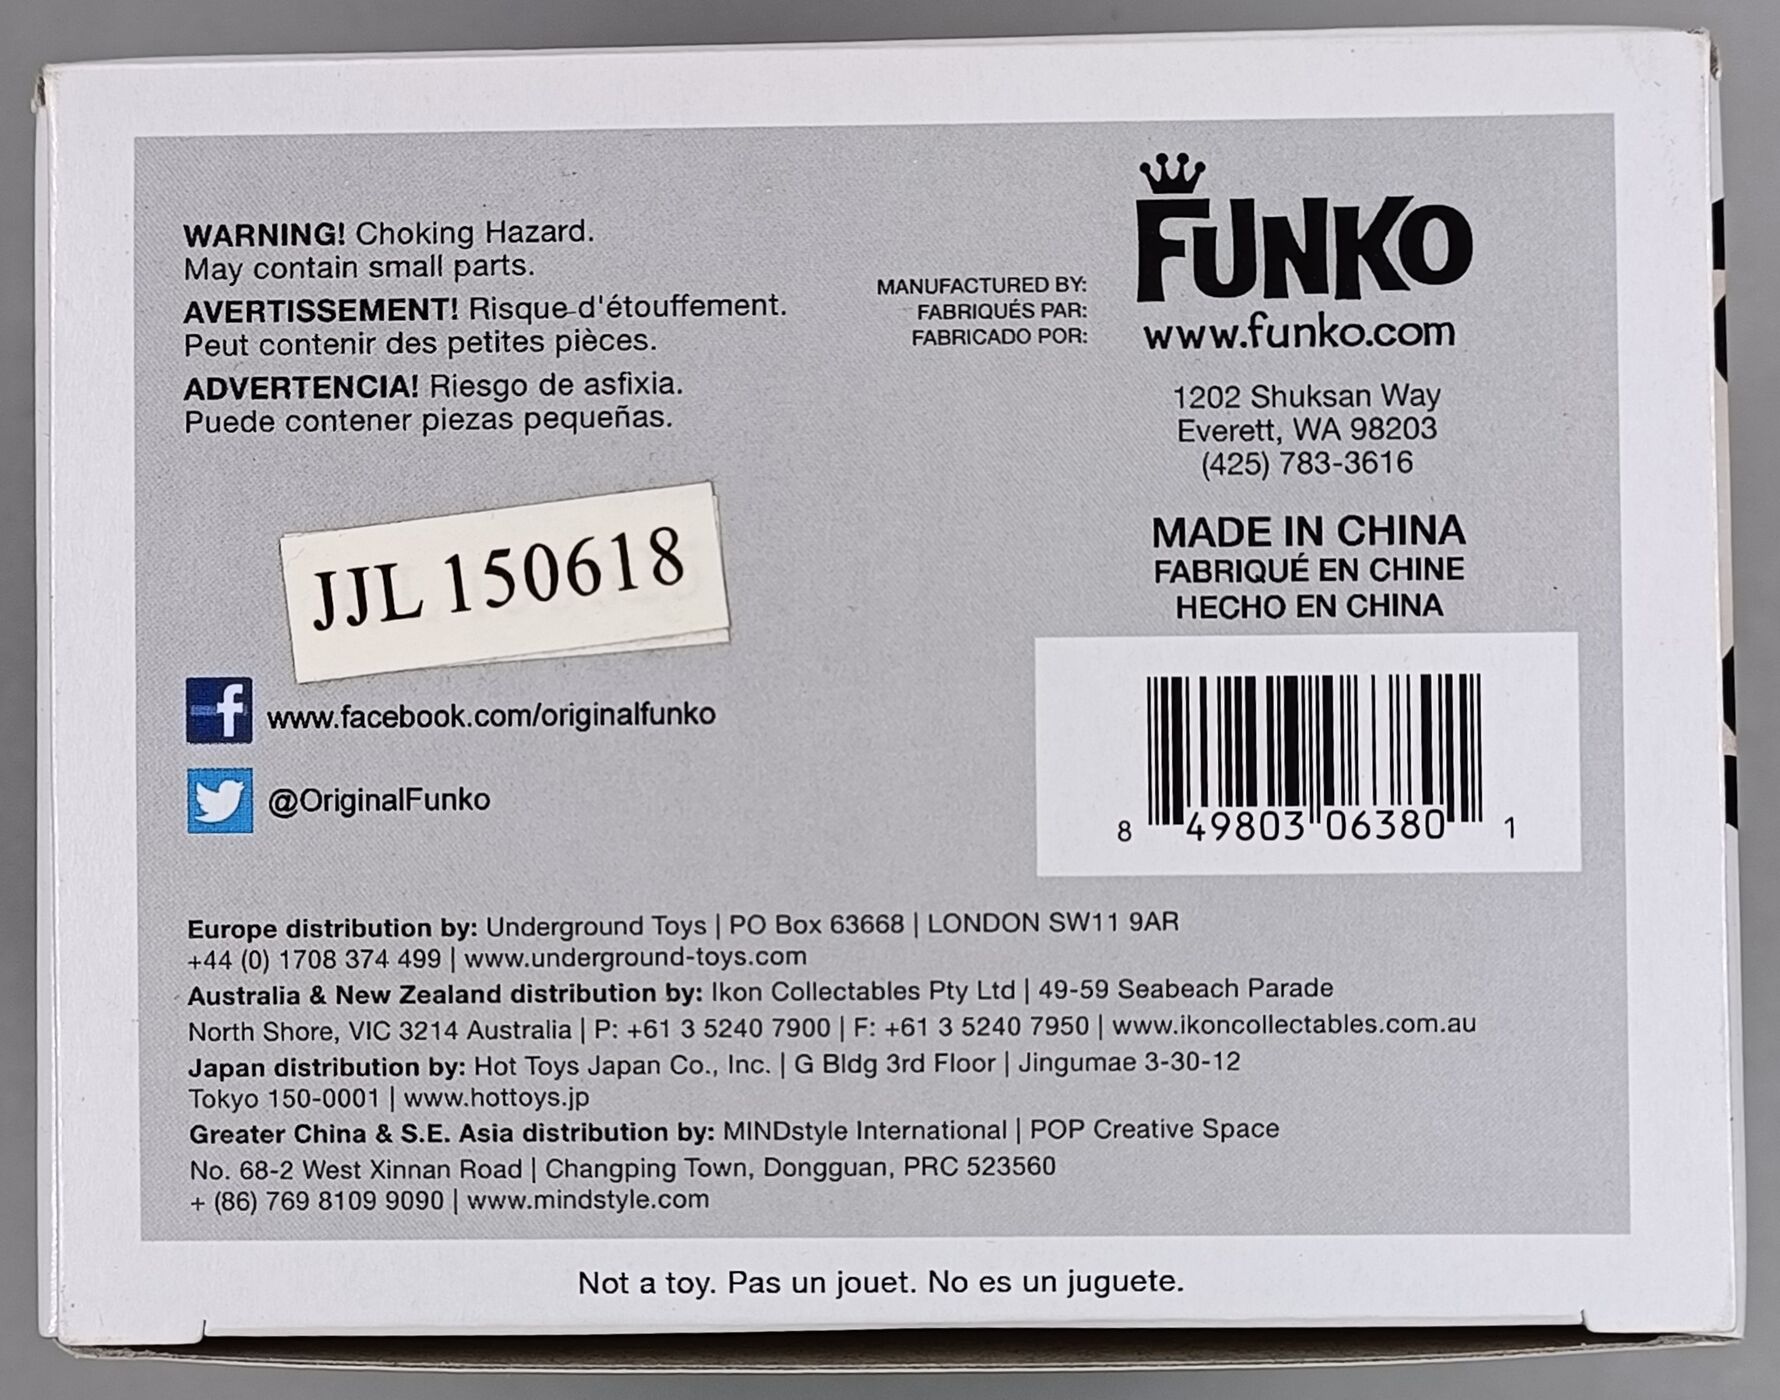 WARNING! Choking Hazard.
May contain small parts.
AVERTISSEMENT! Risque d'étouffement.
Peut contenir des petites pièces.
ADVERTENCIA! Riesgo de asfixia.
Puede contener piezas pequeñas.
MANUFACTURED BY:
FABRIQUÉS PAR:
FABRICADO POR:
FUNKO
www.funko.com
1202 Shuksan Way
Everett, WA 98203
(425) 783-3616
MADE IN CHINA
FABRIQUÉ EN CHINE
HECHO EN CHINA
JJL 150618
f www.facebook.com/originalfunko
@OriginalFunko
8 49803 06380 1
Europe distribution by: Underground Toys | PO Box 63668 | LONDON SW11 9AR
+44 (0) 1708 374 499 | www.underground-toys.com
Australia & New Zealand distribution by: Ikon Collectables Pty Ltd | 49-59 Seabeach Parade
North Shore, VIC 3214 Australia | P: +61 3 5240 7900 | F: +61 3 5240 7950 | www.ikoncollectables.com.au
Japan distribution by: Hot Toys Japan Co., Inc. | G Bldg 3rd Floor | Jingumae 3-30-12
Tokyo 150-0001 | www.hottoys.jp
Greater China & S.E. Asia distribution by: MINDstyle International | POP Creative Space
No. 68-2 West Xinnan Road | Changping Town, Dongguan, PRC 523560
+ (86) 769 8109 9090 | www.mindstyle.com
Not a toy. Pas un jouet. No es un juguete.